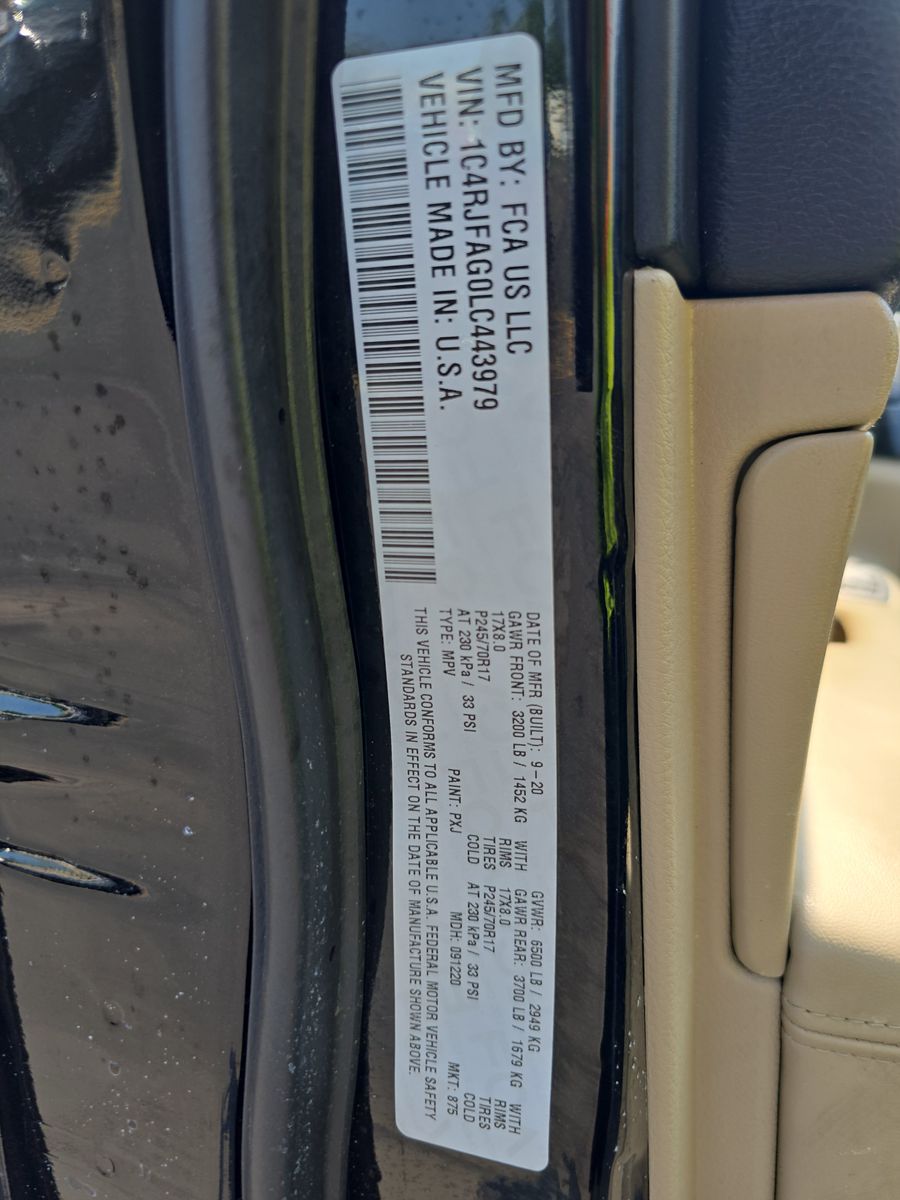 MFD BY: FCA US LLC
VIN: 1C4RJFAG0LC443979
VEHICLE MADE IN: U.S.A.
DATE OF MFR (BUILT): 9-20 GVWR: 6500 LB / 2949 KG
GAWR FRONT: 3200 LB / 1452 KG WITH GAWR REAR: 3700 LB / 1679 KG WITH
17X8.0 RIMS 17X8.0 RIMS
P245/70R17 TIRES P245/70R17 TIRES
AT 230 kPa / 33 PSI COLD AT 230 kPa / 33 PSI COLD
TYPE: MPV PAINT: PXJ MDH: 091220 MKT: 875
THIS VEHICLE CONFORMS TO ALL APPLICABLE U.S.A. FEDERAL MOTOR VEHICLE SAFETY
STANDARDS IN EFFECT ON THE DATE OF MANUFACTURE SHOWN ABOVE.